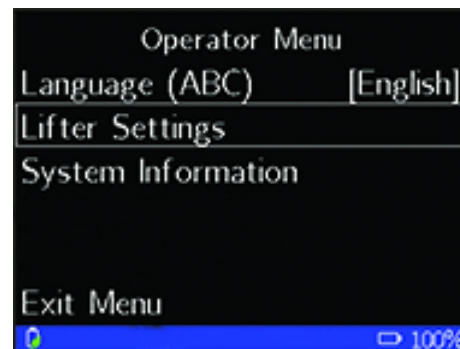 Operator Menu
Language (ABC) [English]
Lifter Settings
System Information
Exit Menu
100%